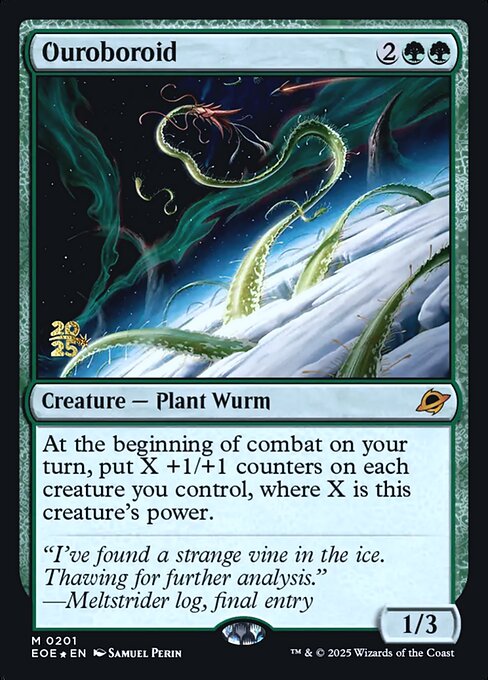 Ouroboroid 2
20
25
Creature — Plant Wurm
At the beginning of combat on your
turn, put X +1/+1 counters on each
creature you control, where X is this
creature's power.
"I've found a strange vine in the ice.
Thawing for further analysis."
—Meltstrider log, final entry
1/3
M 0201
EOE★EN SAMUEL PERIN
™ & © 2025 Wizards of the Coast